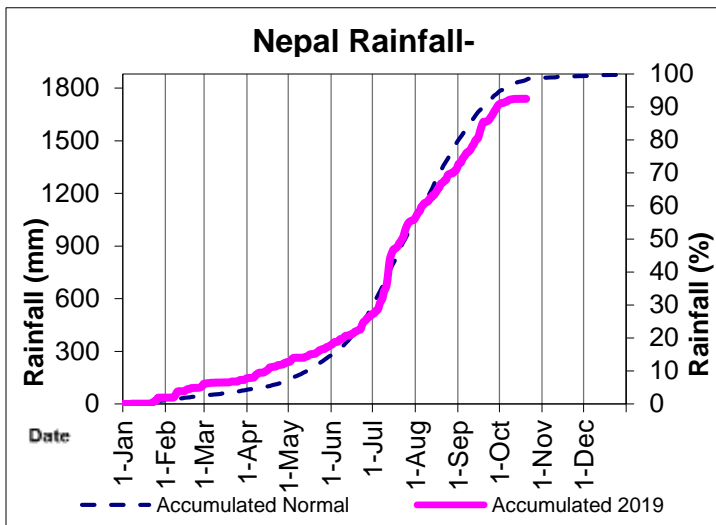 Nepal Rainfall-
Rainfall (mm)
1800
1500
1200
900
600
300
0
100
90
80
70
60
50
40
30
20
10
0
Rainfall (%)
Date
1-Jan
1-Feb
1-Mar
1-Apr
1-May
1-Jun
1-Jul
1-Aug
1-Sep
1-Oct
1-Nov
1-Dec
Accumulated Normal
Accumulated 2019